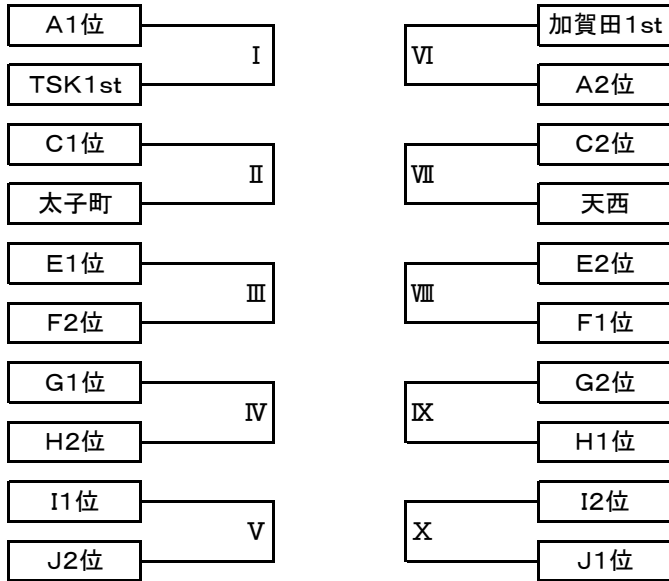 A1位
Ⅰ
TSK1st
C1位
Ⅱ
太子町
E1位
Ⅲ
F2位
G1位
Ⅳ
H2位
I1位
Ⅴ
J2位
加賀田1st
Ⅵ
A2位
C2位
Ⅶ
天西
E2位
Ⅷ
F1位
G2位
Ⅸ
H1位
I2位
Ⅹ
J1位